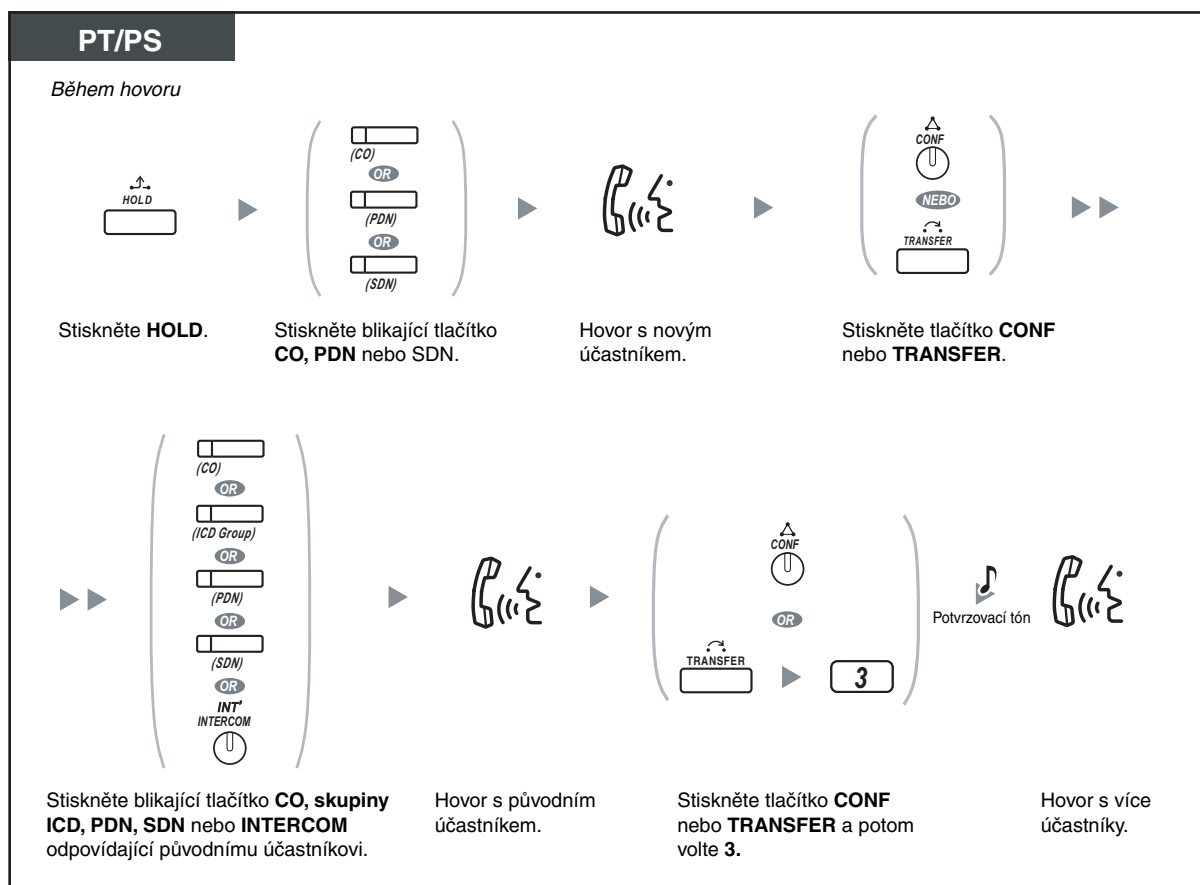 PT/PS
Během hovoru
HOLD
(CO)
OR
(PDN)
OR
(SDN)
CONF
NEBO
TRANSFER
Stiskněte HOLD.
Stiskněte blikající tlačítko
CO, PDN nebo SDN.
Hovor s novým
účastníkem.
Stiskněte tlačítko CONF
nebo TRANSFER.
(CO)
OR
(ICD Group)
OR
(PDN)
OR
(SDN)
OR
INT'
INTERCOM
CONF
OR
TRANSFER
3
Potvrzovací tón
Stiskněte blikající tlačítko CO, skupiny
ICD, PDN, SDN nebo INTERCOM
odpovídající původnímu účastníkovi.
Hovor s původním
účastníkem.
Stiskněte tlačítko CONF
nebo TRANSFER a potom
volte 3.
Hovor s více
účastníky.